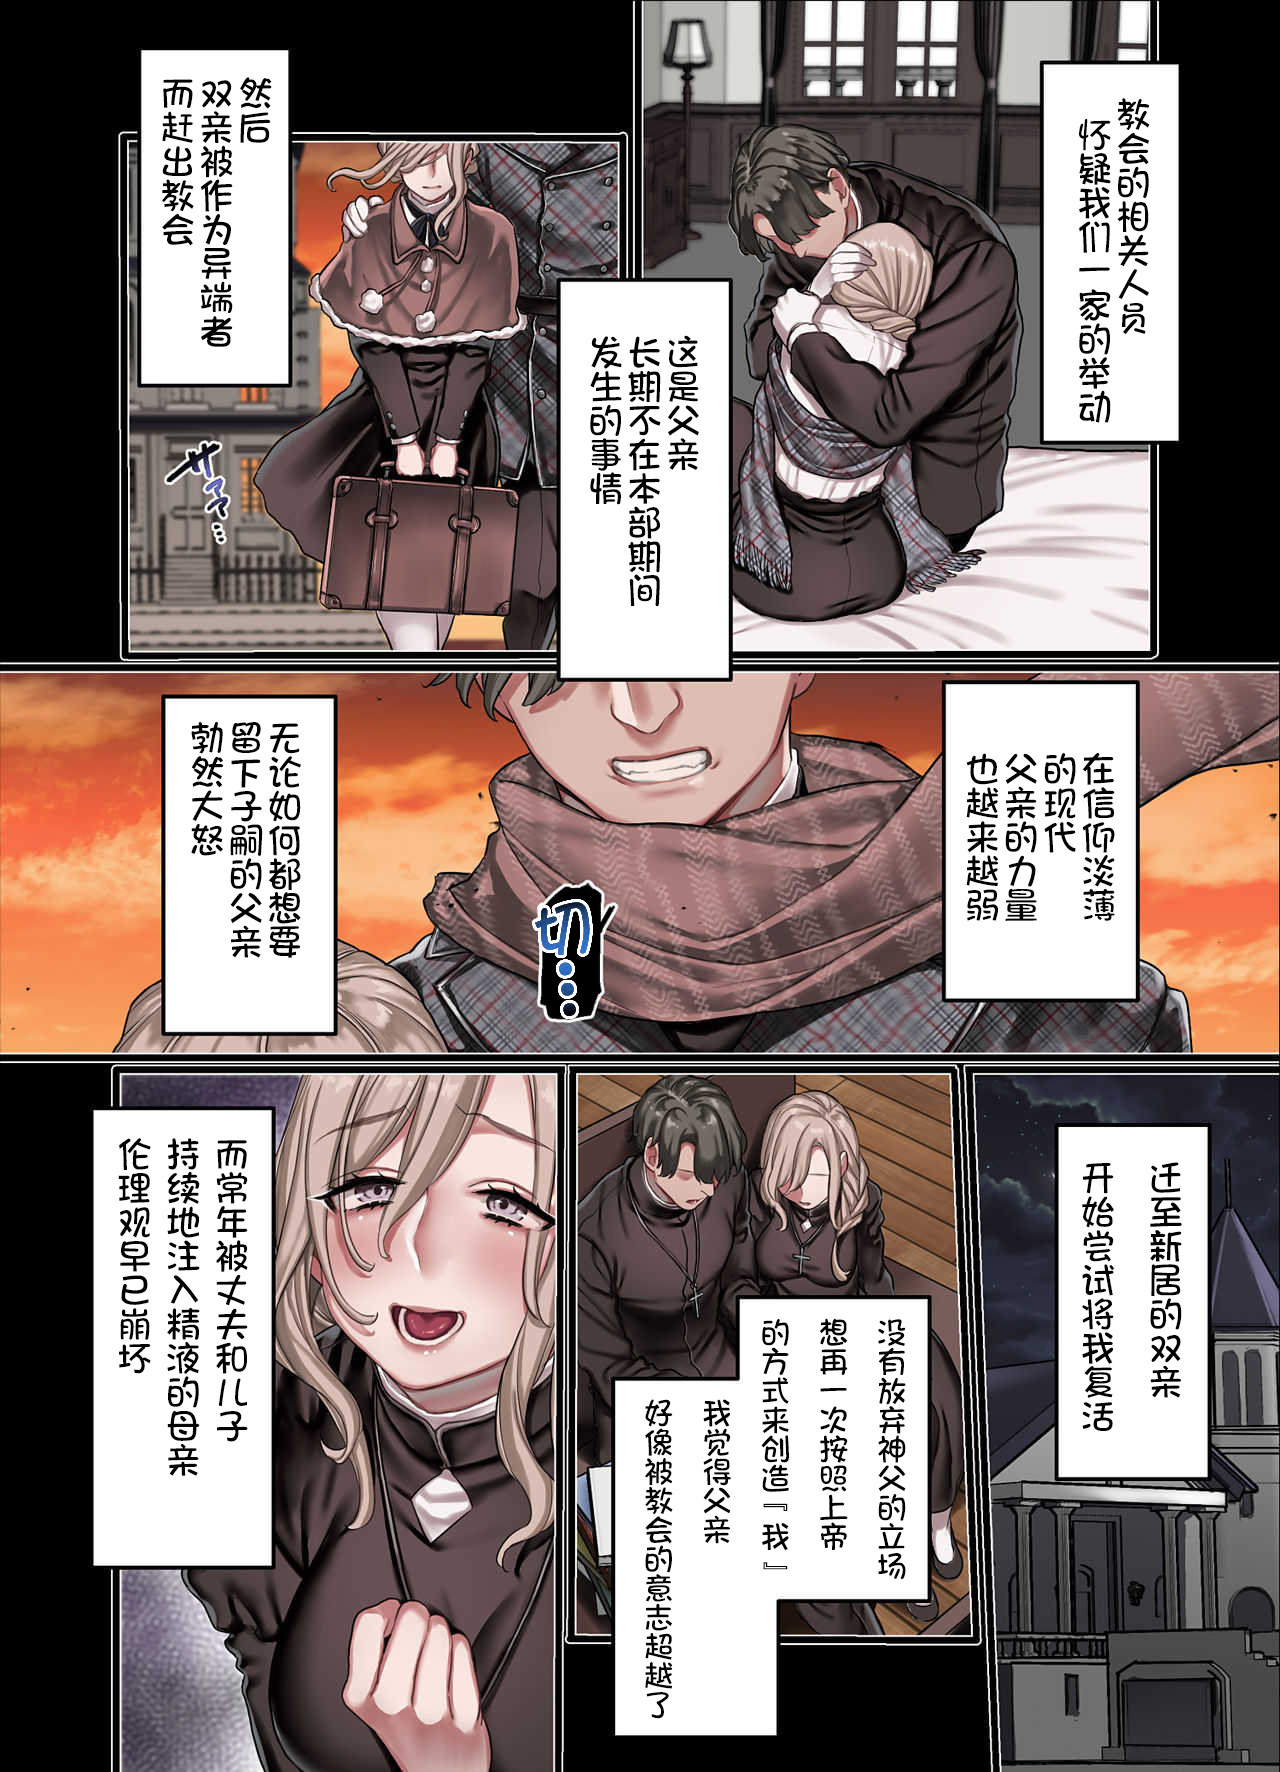 教会的相关人员
怀疑我们一家的举动
这是父亲
长期不在本部期间
发生的事情
然后
双亲被作为异端者
而赶出教会
サァァ…
在信仰淡薄
的现代
父亲的力量
也越来越弱
切…
无论如何都想要
留下子嗣的父亲
勃然大怒
迁至新居的双亲
开始尝试将我复活
没有放弃神父的立场
想再一次按照上帝
的方式来创造『我』
我觉得父亲
好像被教会的意志超越了
而常年被丈夫和儿子
持续地注入精液的母亲
伦理观早已崩坏